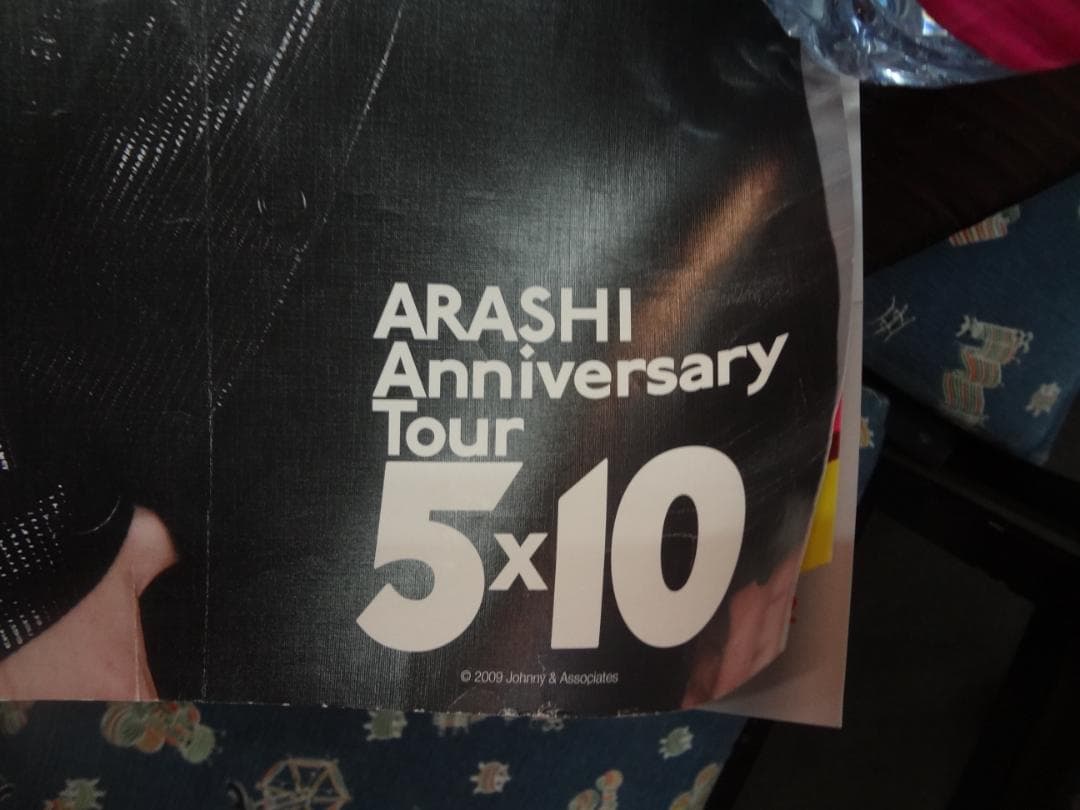 ARASHI
Anniversary
Tour
5x10
© 2009 Johnny & Associates